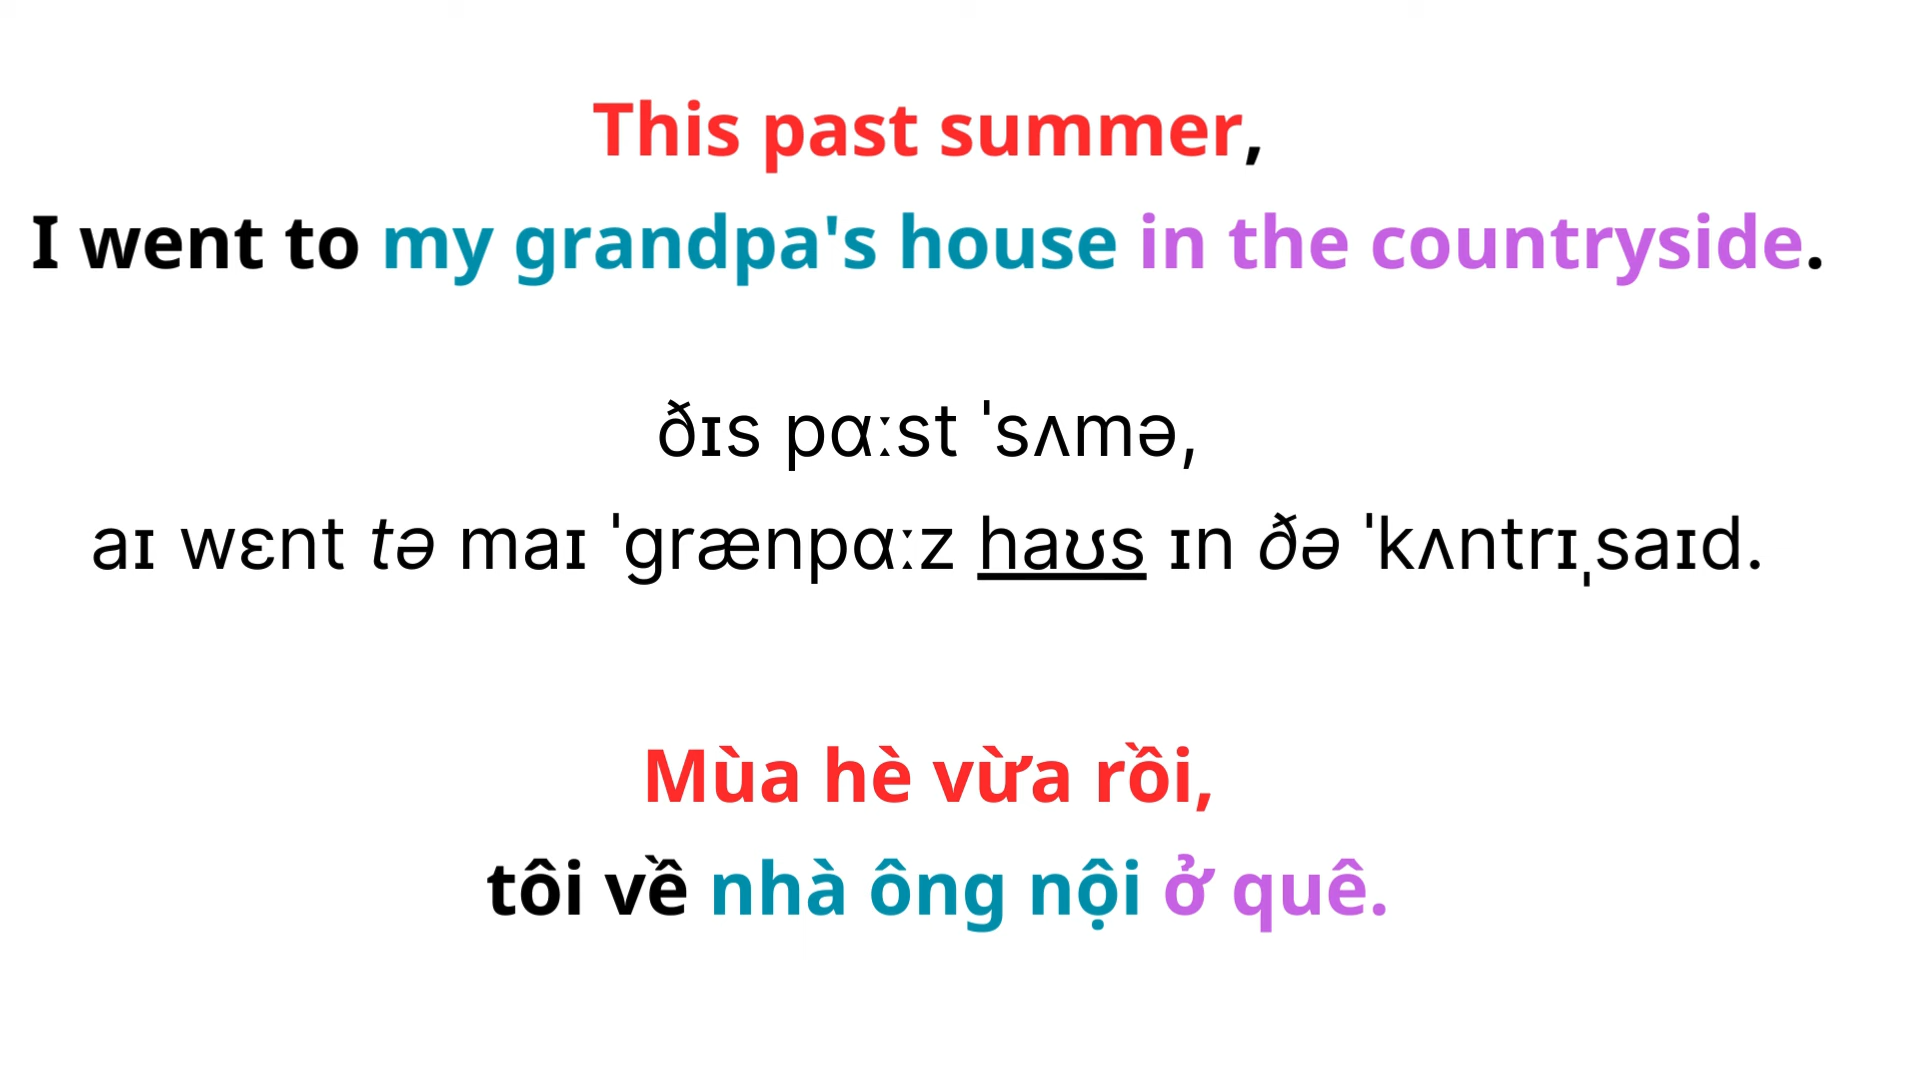 This past summer,
I went to my grandpa's house in the countryside.
ðɪs pɑːst ˈsʌmə,
aɪ wɛnt tə maɪ ˈgrænpɑːz haʊs ɪn ðə ˈkʌntrɪˌsaɪd.
Mùa hè vừa rồi,
tôi về nhà ông nội ở quê.